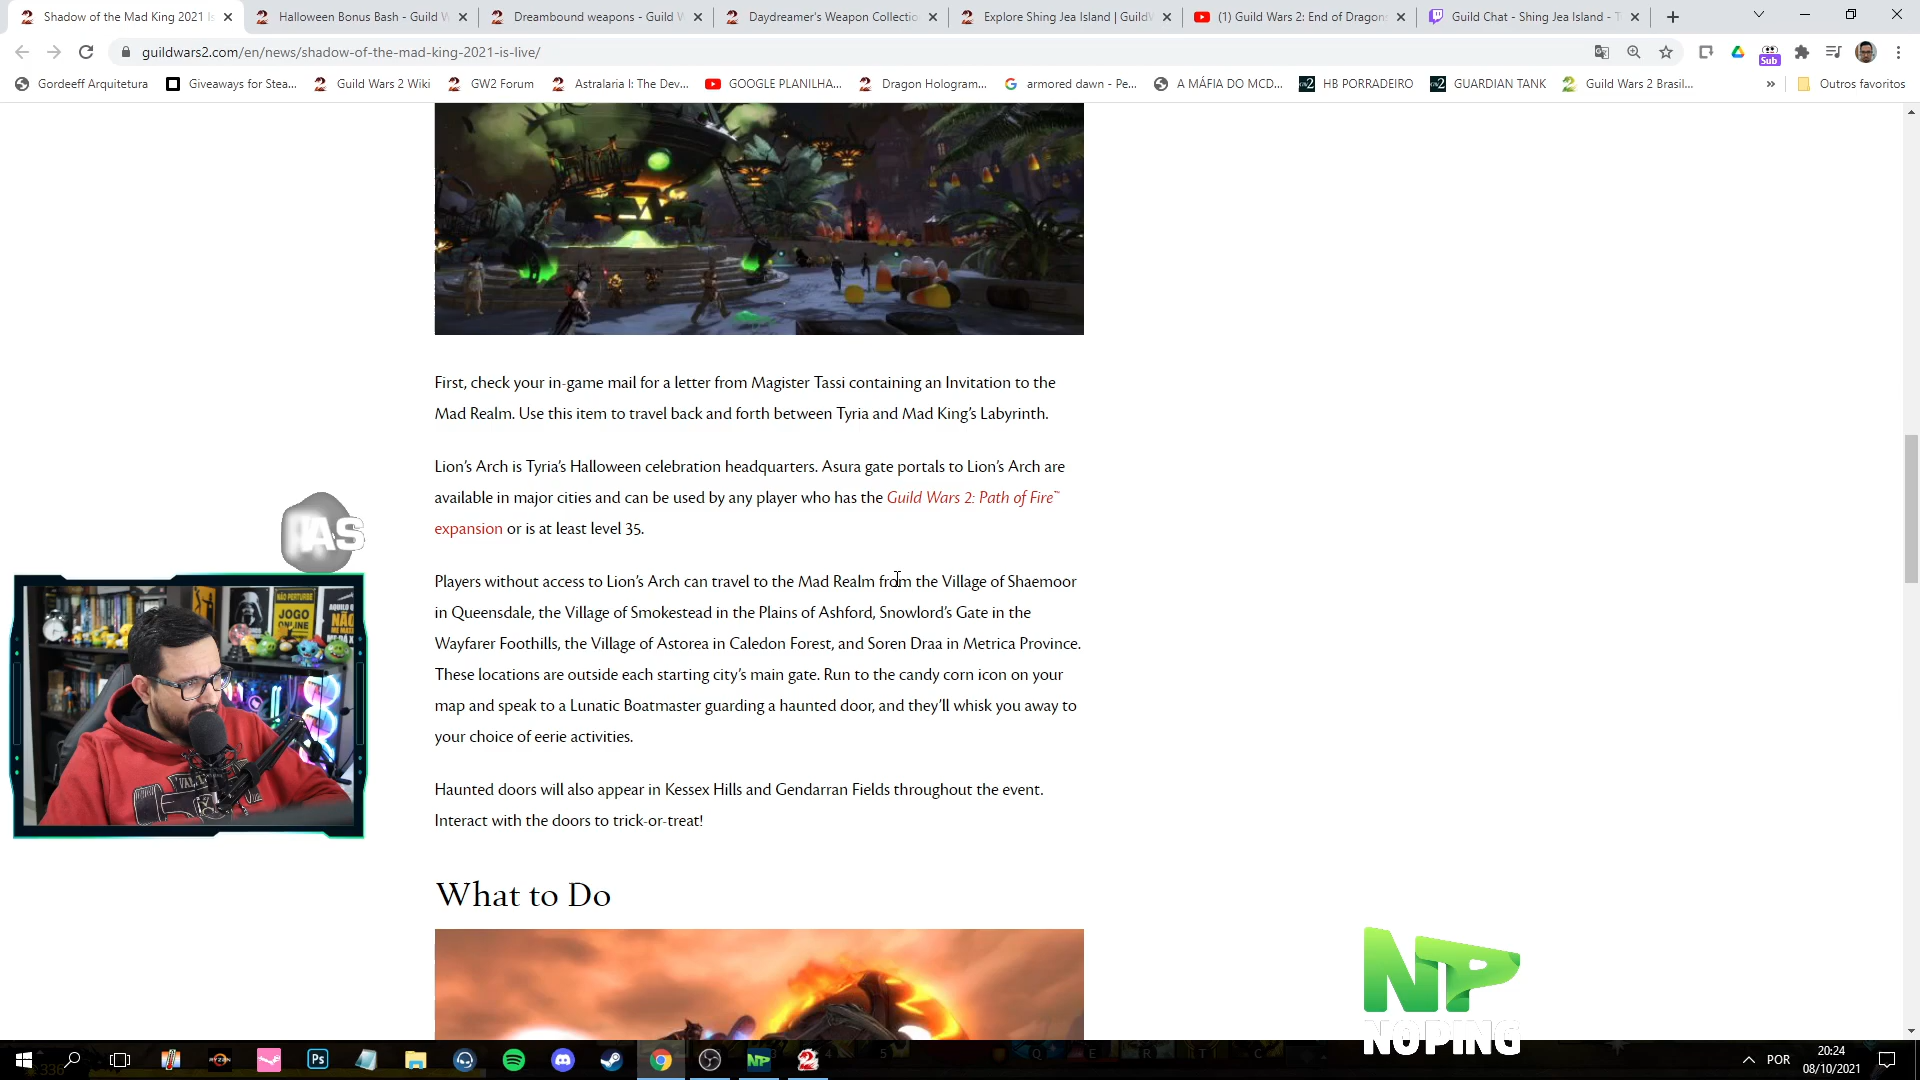 Shadow of the Mad King 2021 Is
Halloween Bonus Bash - Guild W
Dreambound weapons - Guild W
Daydreamer's Weapon Collectio
Explore Shing Jea Island | GuildW
(1) Guild Wars 2: End of Dragons
Guild Chat - Shing Jea Island - T
guildwars2.com/en/news/shadow-of-the-mad-king-2021-is-live/
Sub
Gordeeff Arquitetura
Giveaways for Stea...
Guild Wars 2 Wiki
GW2 Forum
Astralaria I: The Dev...
GOOGLE PLANILHA...
Dragon Hologram...
armored dawn - Pe...
A MÁFIA DO MCD...
HB PORRADEIRO
GUARDIAN TANK
Guild Wars 2 Brasil...
»
Outros favoritos
First, check your in-game mail for a letter from Magister Tassi containing an Invitation to the
Mad Realm. Use this item to travel back and forth between Tyria and Mad King’s Labyrinth.
Lion’s Arch is Tyria’s Halloween celebration headquarters. Asura gate portals to Lion’s Arch are
available in major cities and can be used by any player who has the Guild Wars 2: Path of Fire™
expansion or is at least level 35.
Players without access to Lion’s Arch can travel to the Mad Realm from the Village of Shaemoor
in Queensdale, the Village of Smokestead in the Plains of Ashford, Snowlord’s Gate in the
Wayfarer Foothills, the Village of Astorea in Caledon Forest, and Soren Draa in Metrica Province.
These locations are outside each starting city’s main gate. Run to the candy corn icon on your
map and speak to a Lunatic Boatmaster guarding a haunted door, and they’ll whisk you away to
your choice of eerie activities.
Haunted doors will also appear in Kessex Hills and Gendarran Fields throughout the event.
Interact with the doors to trick-or-treat!
What to Do
NÃO PERTURBE
JOGO
ONLINE
NÃO
NP
NOPING
RYZEN
Ps
NP
POR
20:24
08/10/2021